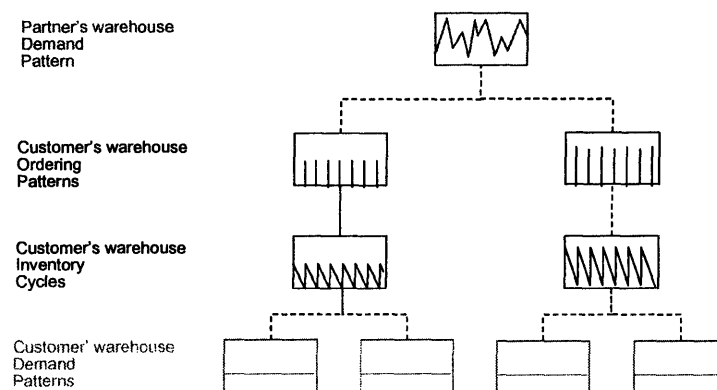 Partner's warehouse
Demand
Pattern
Customer's warehouse
Ordering
Patterns
Customer's warehouse
Inventory
Cycles
Customer' warehouse
Demand
Patterns